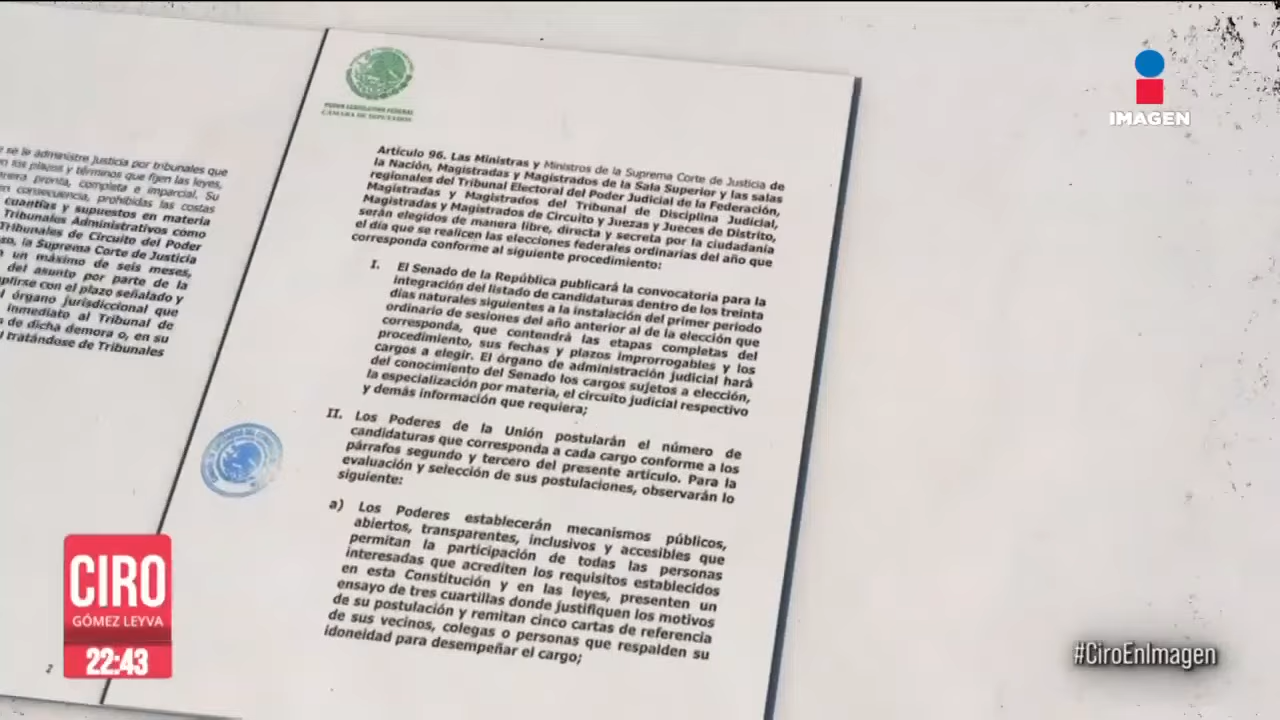 se le administre justicia por tribunales que
los plazos y términos que fijen las leyes,
pronta, completa e imparcial. Su
consecuencia, prohibidas las costas
cuantías y supuestos en materia
Tribunales Administrativos como
Tribunales de Circuito del Poder
la Suprema Corte de Justicia
un máximo de seis meses,
del asunto por parte de la
con el plazo señalado y
órgano jurisdiccional que
inmediato al Tribunal de
de dicha demora o, en su
tratándose de Tribunales
2
PODER LEGISLATIVO FEDERAL
CÁMARA DE DIPUTADOS
Artículo 96. Las Ministras y Ministros de la Suprema Corte de Justicia de
la Nación, Magistradas y Magistrados de la Sala Superior y las salas
regionales del Tribunal Electoral del Poder Judicial de la Federación,
Magistradas y Magistrados del Tribunal de Disciplina Judicial,
Magistradas y Magistrados de Circuito y Juezas y Jueces de Distrito,
serán elegidos de manera libre, directa y secreta por la ciudadanía
el día que se realicen las elecciones federales ordinarias del año que
corresponda conforme al siguiente procedimiento:
I. El Senado de la República publicará la convocatoria para la
integración del listado de candidaturas dentro de los treinta
días naturales siguientes a la instalación del primer periodo
ordinario de sesiones del año anterior al de la elección que
corresponda, que contendrá las etapas completas del
procedimiento, sus fechas y plazos improrrogables y los
cargos a elegir. El órgano de administración judicial hará
del conocimiento del Senado los cargos sujetos a elección,
la especialización por materia, el circuito judicial respectivo
y demás información que requiera;
II. Los Poderes de la Unión postularán el número de
candidaturas que corresponda a cada cargo conforme a los
párrafos segundo y tercero del presente artículo. Para la
evaluación y selección de sus postulaciones, observarán lo
siguiente:
a) Los Poderes establecerán mecanismos públicos,
abiertos, transparentes, inclusivos y accesibles que
permitan la participación de todas las personas
interesadas que acrediten los requisitos establecidos
en esta Constitución y en las leyes, presenten un
ensayo de tres cuartillas donde justifiquen los motivos
de su postulación y remitan cinco cartas de referencia
de sus vecinos, colegas o personas que respalden su
idoneidad para desempeñar el cargo;
IMAGEN
CIRO
GÓMEZ LEYVA
22:43
#CiroEnImagen